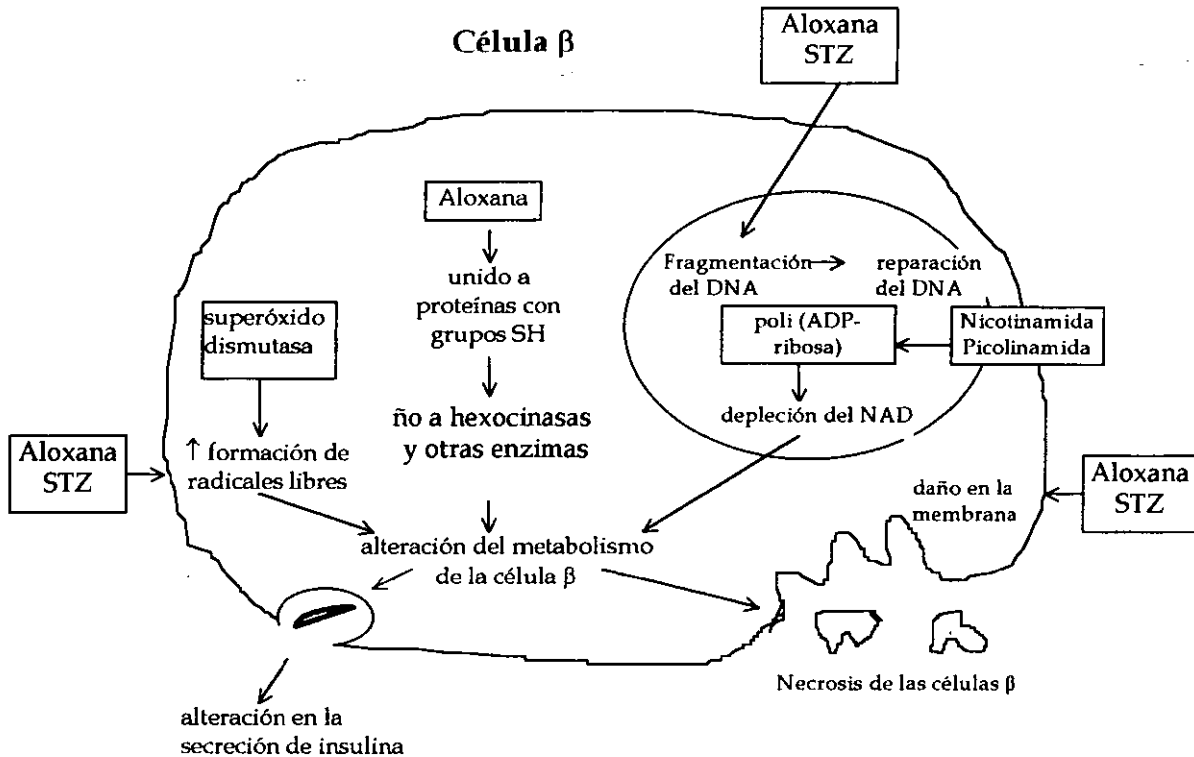 Célula β
Aloxana
STZ
Aloxana
unido a
proteínas con
grupos SH
ño a hexocinasas
y otras enzimas
superóxido
dismutasa
↑ formación de
radicales libres
Aloxana
STZ
Fragmentación
del DNA
reparación
del DNA
poli (ADP-
ribosa)
Nicotinamida
Picolinamida
depleción del NAD
Aloxana
STZ
daño en la
membrana
alteración del metabolismo
de la célula β
Necrosis de las células β
alteración en la
secreción de insulina